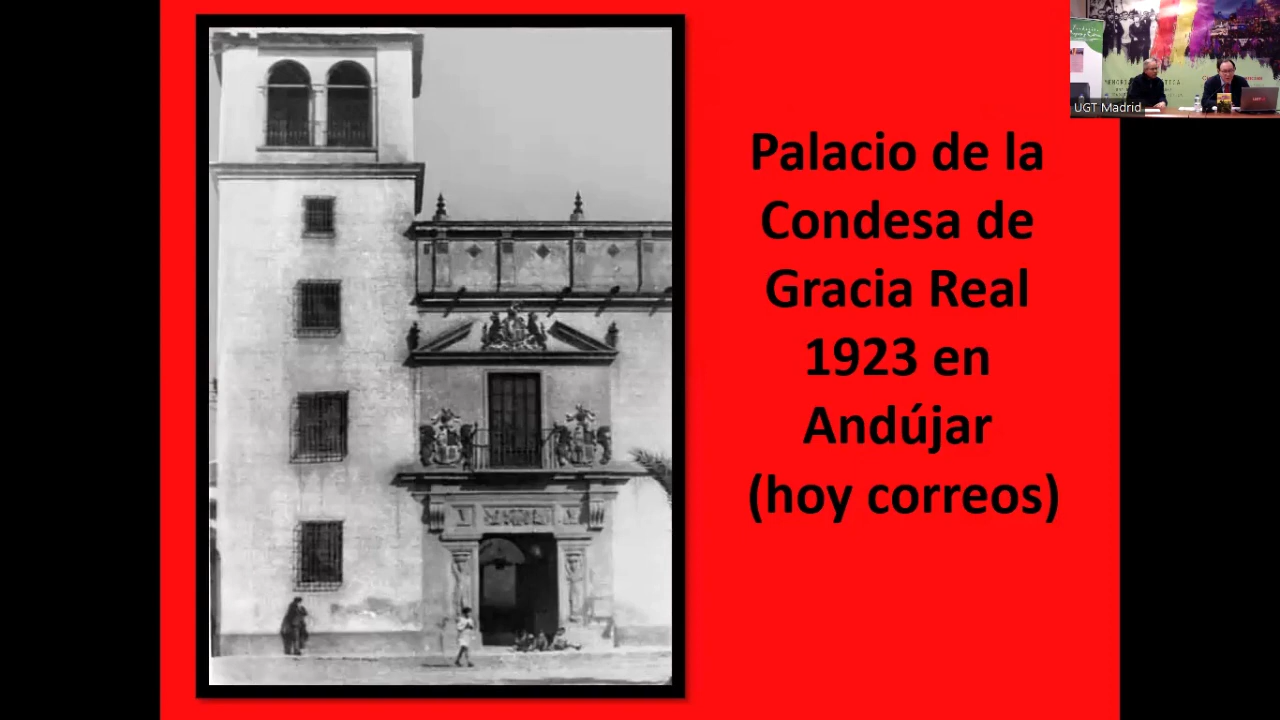 Palacio de la
Condesa de
Gracia Real
1923 en
Andújar
(hoy correos)
UGT Madrid